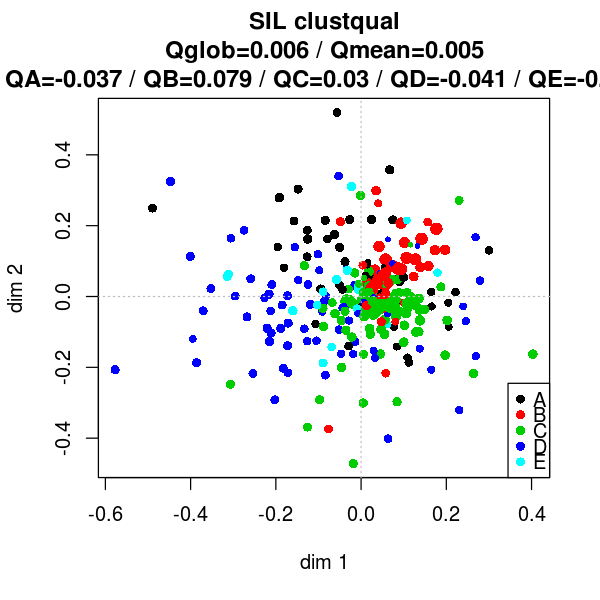 SIL clustqual
Qglob=0.006 / Qmean=0.005
QA=-0.037 / QB=0.079 / QC=0.03 / QD=-0.041 / QE=-0.
dim 2
0.4
0.2
0.0
-0.2
-0.4
A
B
C
D
E
-0.6
-0.4
-0.2
0.0
0.2
0.4
dim 1